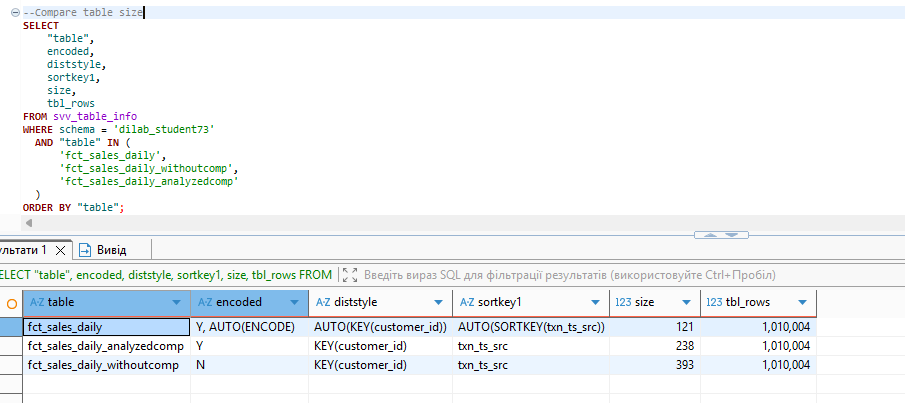 --Compare table size
SELECT
"table",
encoded,
diststyle,
sortkey1,
size,
tbl_rows
FROM svv_table_info
WHERE schema = 'dilab_student73'
AND "table" IN (
'fct_sales_daily',
'fct_sales_daily_withoutcomp',
'fct_sales_daily_analyzedcomp'
)
ORDER BY "table";
ультати 1 Вивід
ELECT "table", encoded, diststyle, sortkey1, size, tbl_rows FROM Введіть вираз SQL для фільтрації результатів (використовуйте Ctrl+Пробіл)
A-Z table A-Z encoded A-Z diststyle A-Z sortkey1 123 size 123 tbl_rows
fct_sales_daily Y, AUTO(ENCODE) AUTO(KEY(customer_id)) AUTO(SORTKEY(txn_ts_src)) 121 1,010,004
fct_sales_daily_analyzedcomp Y KEY(customer_id) txn_ts_src 238 1,010,004
fct_sales_daily_withoutcomp N KEY(customer_id) txn_ts_src 393 1,010,004